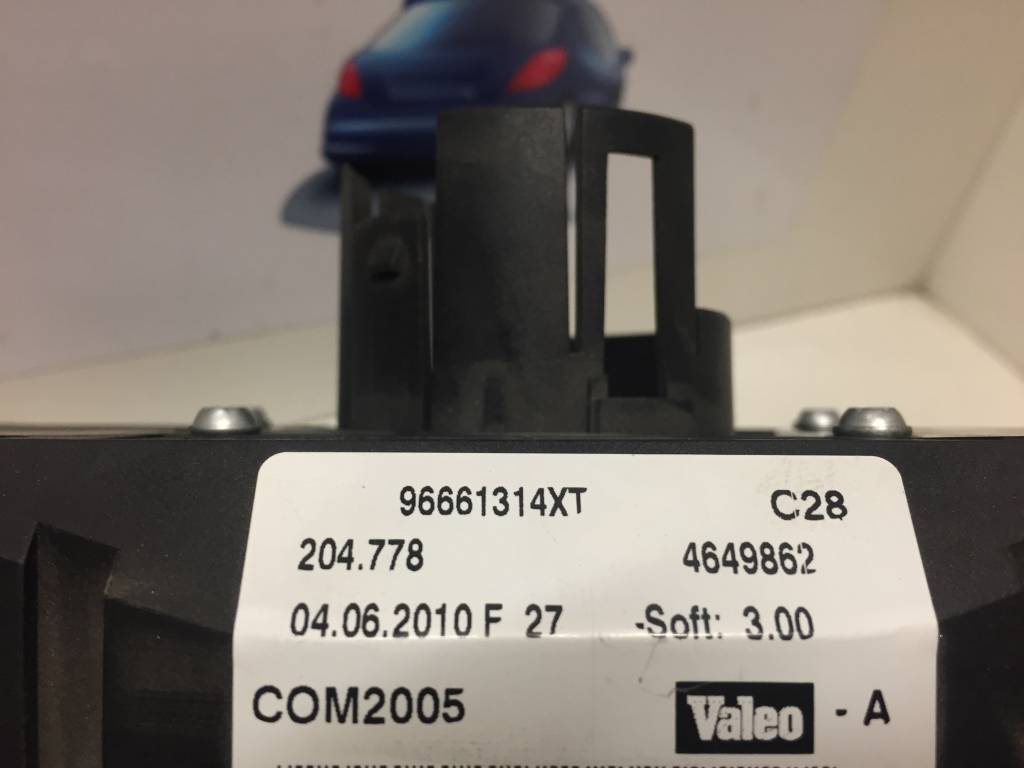 96661314XT C28
204.778 4649862
04.06.2010 F 27 -Soft: 3.00
COM2005 Valeo - A